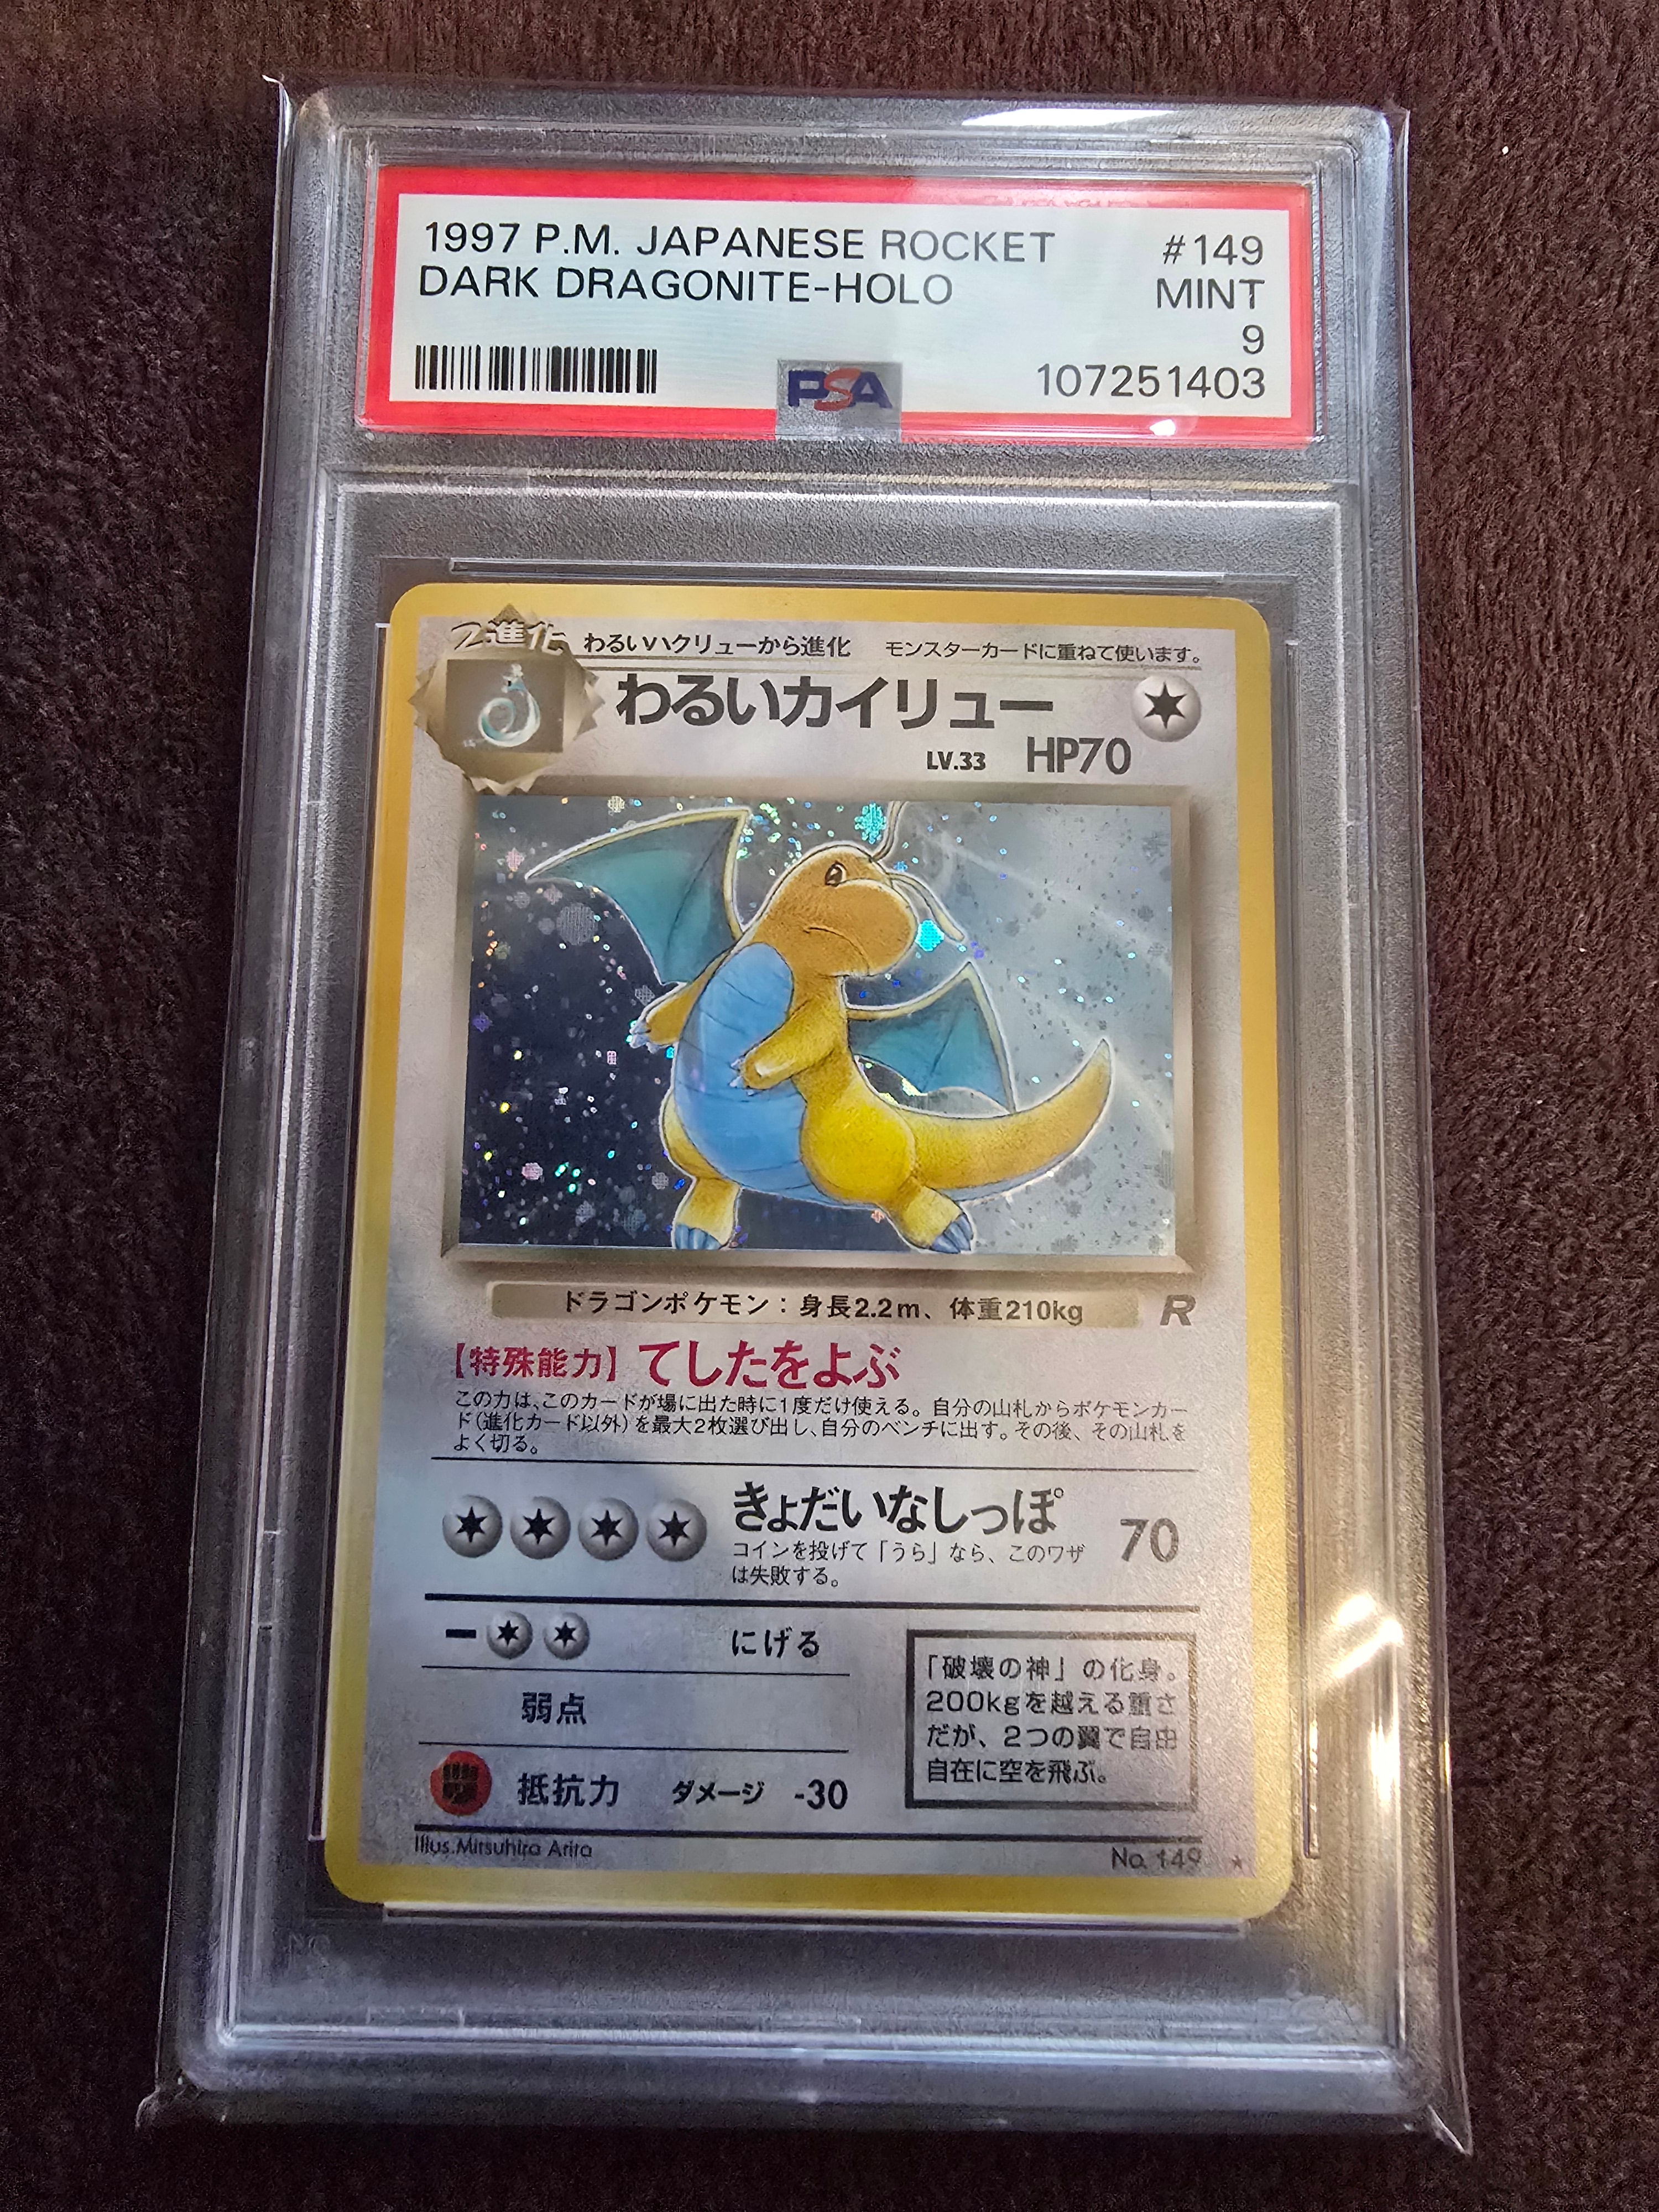 1997 P.M. JAPANESE ROCKET #149
DARK DRAGONITE-HOLO MINT
9
PSA 107251403
2進化 わるいハクリューから進化 モンスターカードに重ねて使います。
わるいカイリュー
LV.33 HP70
ドラゴンポケモン：身長2.2m、体重210kg R
【特殊能力】てしたをよぶ
この力は、このカードが場に出た時に1度だけ使える。自分の山札からポケモンカー
ド(進化カード以外)を最大2枚選び出し、自分のベンチに出す。その後、その山札を
よく切る。
きょだいなしっぽ 70
コインを投げて「うら」なら、このワザ
は失敗する。
ー にげる
弱点
抵抗力 ダメージ -30
「破壊の神」の化身。
200kgを越える重さ
だが、2つの翼で自由
自在に空を飛ぶ。
Illus.Mitsuhiro Arita No. 149 ★